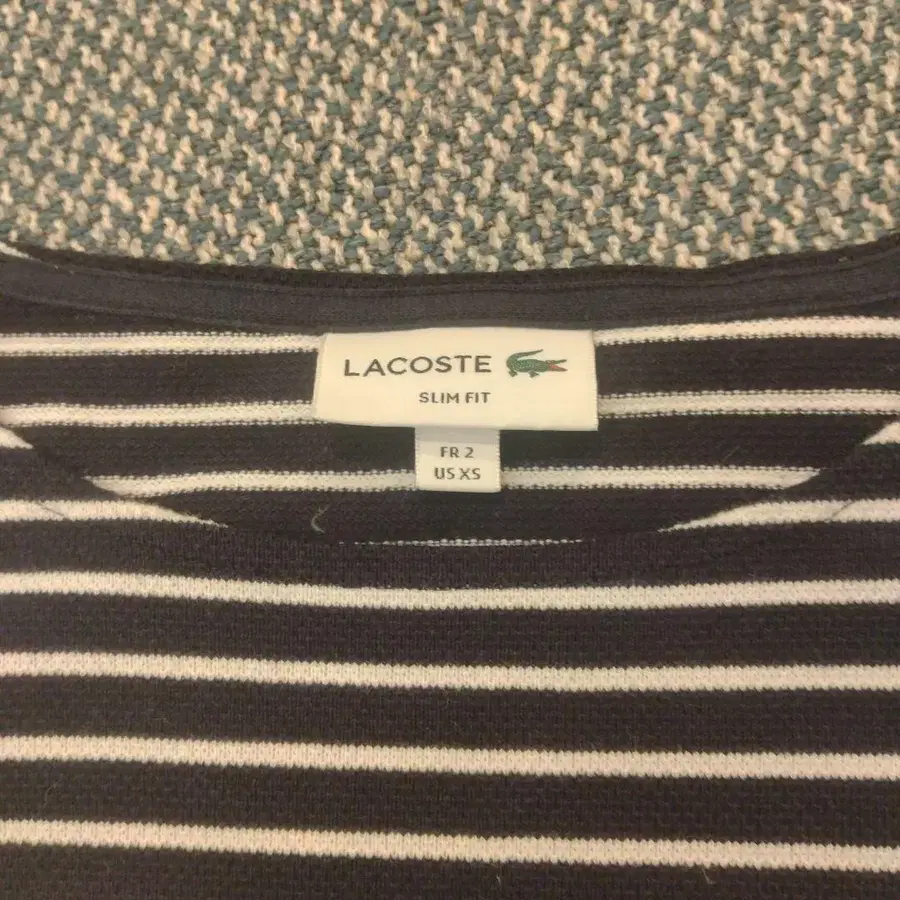 LACOSTE
SLIM FIT
FR 2
US XS